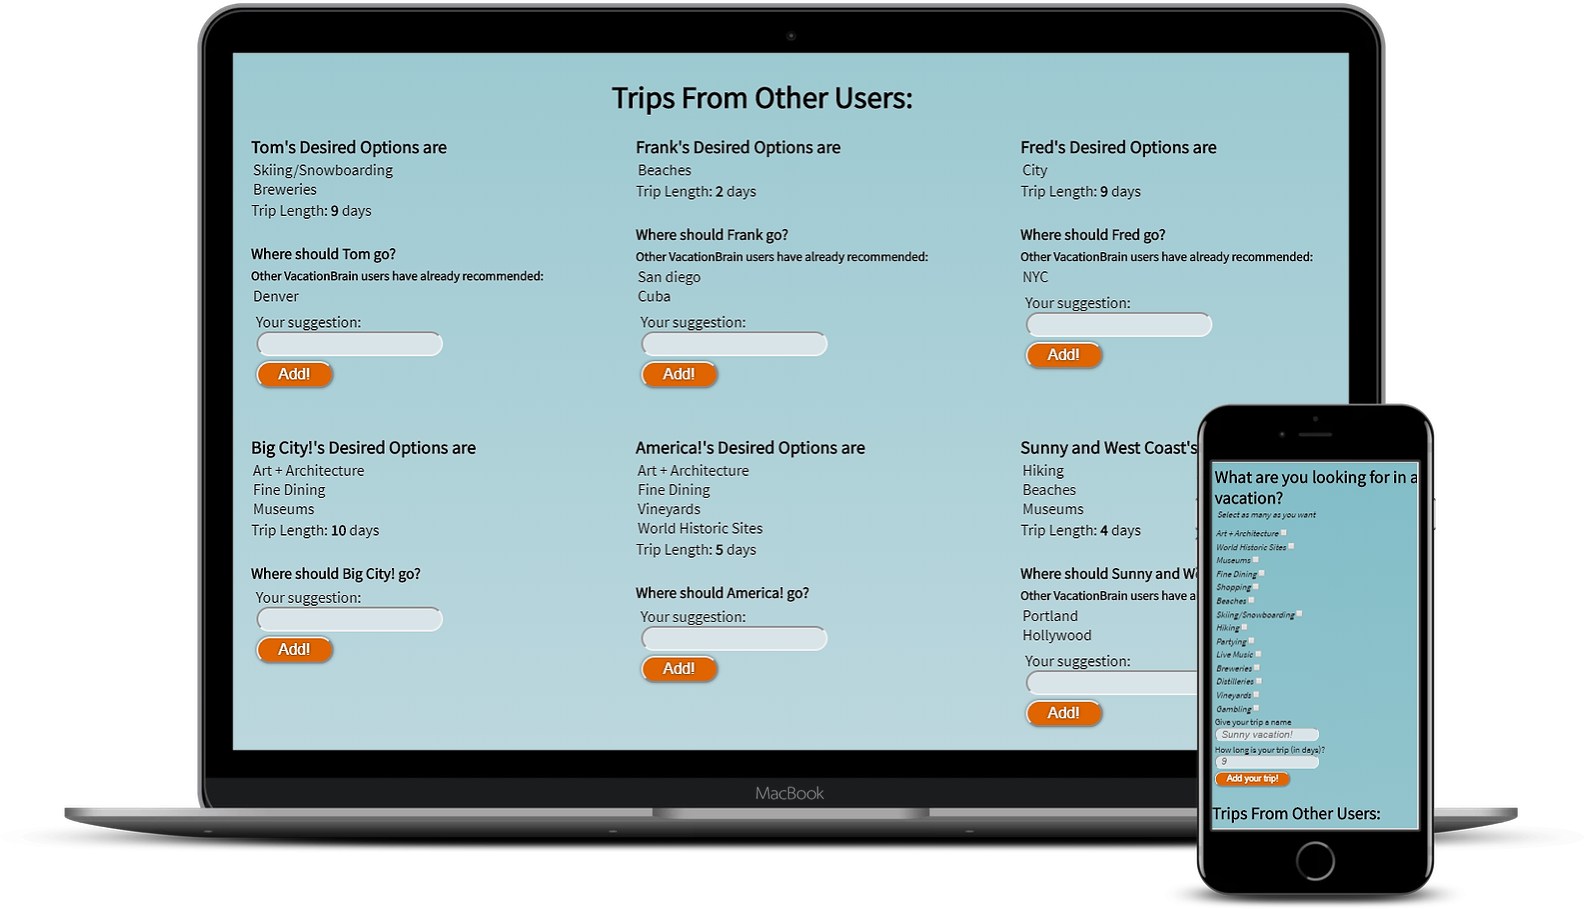 Trips From Other Users:
Tom's Desired Options are
Skiing/Snowboarding
Breweries
Trip Length: 9 days
Where should Tom go?
Other VacationBrain users have already recommended:
Denver
Your suggestion:
Add!
Frank's Desired Options are
Beaches
Trip Length: 2 days
Where should Frank go?
Other VacationBrain users have already recommended:
San diego
Cuba
Your suggestion:
Add!
Fred's Desired Options are
City
Trip Length: 9 days
Where should Fred go?
Other VacationBrain users have already recommended:
NYC
Your suggestion:
Add!
Big City!'s Desired Options are
Art + Architecture
Fine Dining
Museums
Trip Length: 10 days
Where should Big City! go?
Your suggestion:
Add!
America!'s Desired Options are
Art + Architecture
Fine Dining
Vineyards
World Historic Sites
Trip Length: 5 days
Where should America! go?
Your suggestion:
Add!
Sunny and West Coast's
Hiking
Beaches
Museums
Trip Length: 4 days
Where should Sunny and We
Other VacationBrain users have a
Portland
Hollywood
Your suggestion:
Add!
MacBook
What are you looking for in a
vacation?
Select as many as you want
Art + Architecture
World Historic Sites
Museums
Fine Dining
Shopping
Beaches
Skiing/Snowboarding
Hiking
Partying
Live Music
Breweries
Distilleries
Vineyards
Gambling
Give your trip a name
Sunny vacation!
How long is your trip (in days)?
9
Add your trip!
Trips From Other Users: